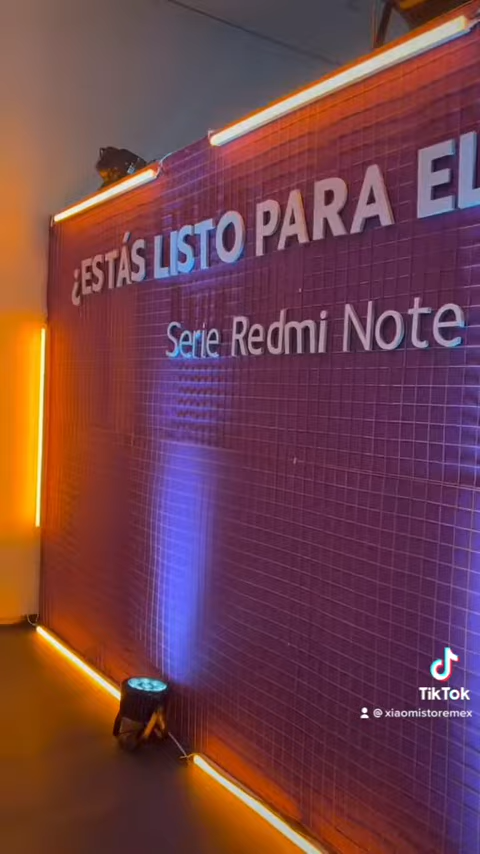 ¿ESTÁS LISTO PARA EL
Serie Redmi Note
TikTok
@xiaomistoremex